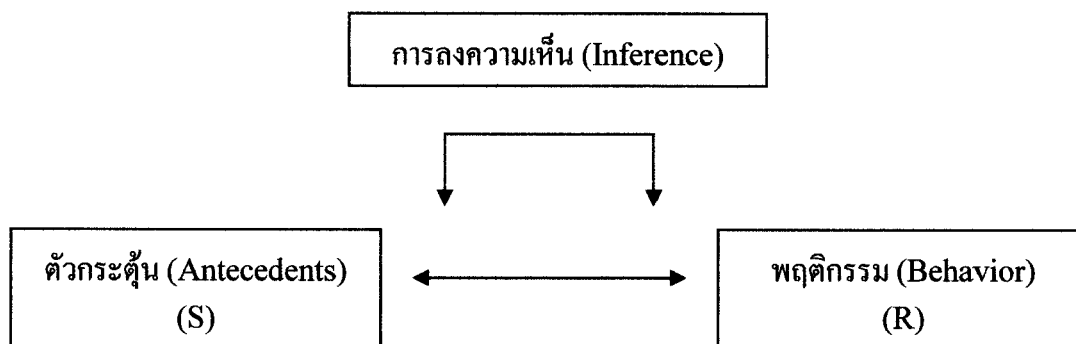 การลงความเห็น (Inference)
ตัวกระตุ้น (Antecedents)
(S)
พฤติกรรม (Behavior)
(R)